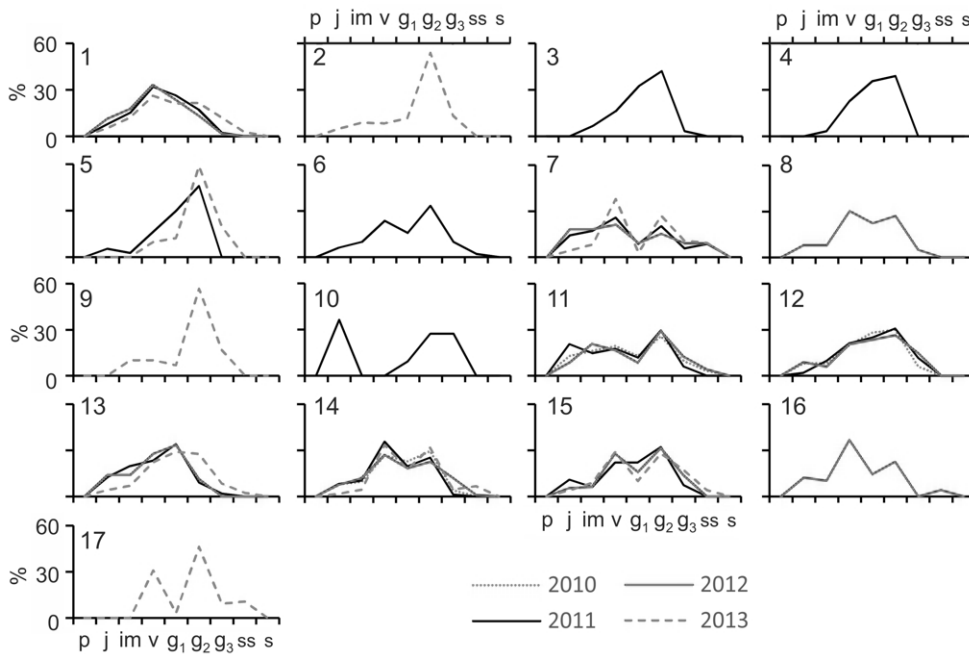 p j im v g₁ g₂ g₃ ss s p j im v g₁ g₂ g₃ ss s
60 1 2 3 4
% 30
0
5 6 7 8
60 9 10 11 12
% 30
0
13 14 15 16
p j im v g₁ g₂ g₃ ss s
60 17
% 30
0
p j im v g₁ g₂ g₃ ss s
2010 2012
2011 2013